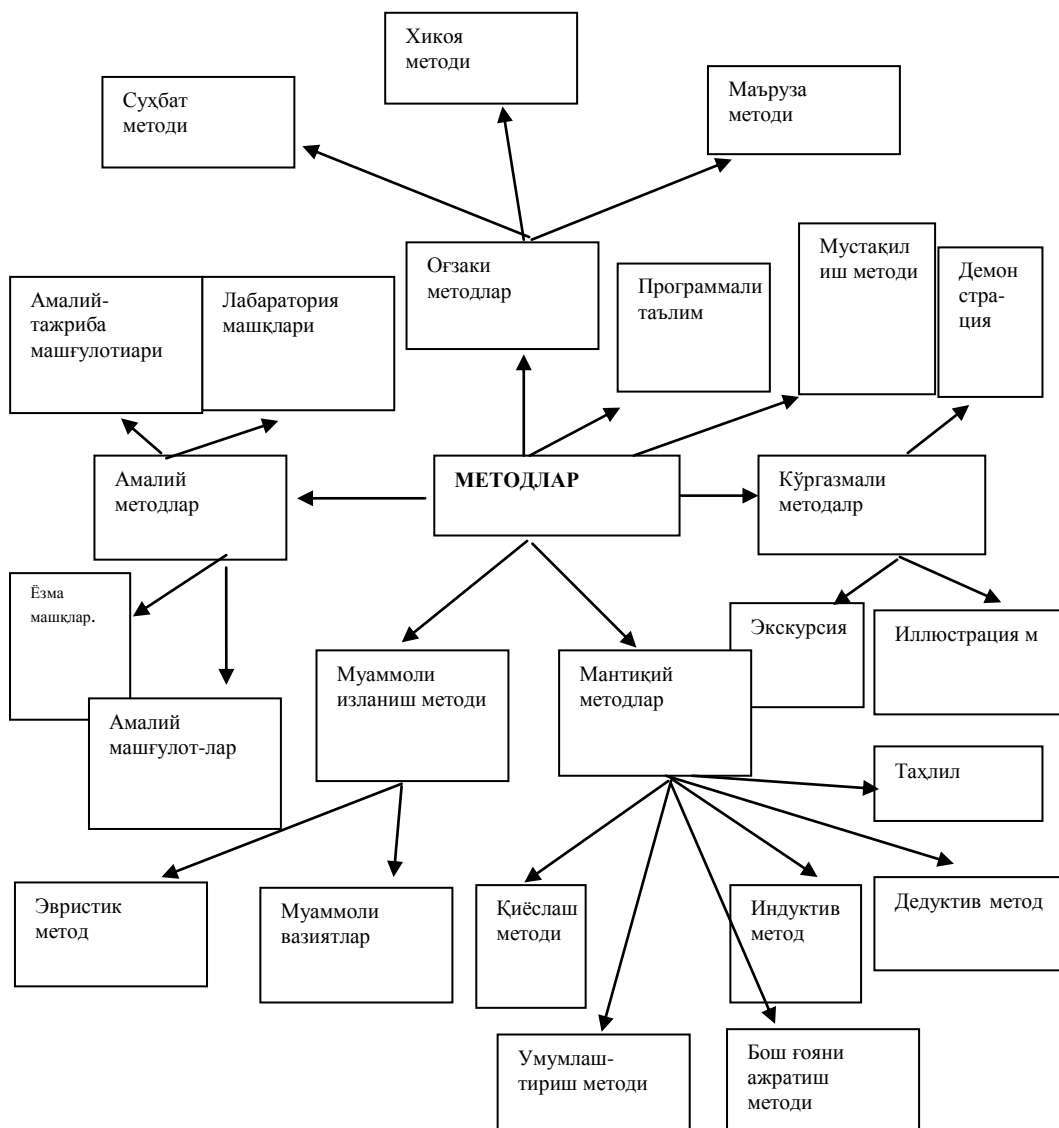 Хикоя
методи
Суҳбат
методи
Маъруза
методи
Оғзаки
методлар
Мустақил
иш методи
Демон
стра-
ция
Программали
таълим
Амалий-
тажриба
машғулотиари
Лабаратория
машқлари
Амалий
методлар
МЕТОДЛАР
Кўргазмали
методалр
Ёзма
машқлар.
Экскурсия
Иллюстрация м
Муаммоли
изланиш методи
Мантиқий
методлар
Амалий
машғулот-лар
Таҳлил
Эвристик
метод
Муаммоли
вазиятлар
Қиёслаш
методи
Индуктив
метод
Дедуктив метод
Умумлаш-
тириш методи
Бош ғояни
ажратиш
методи